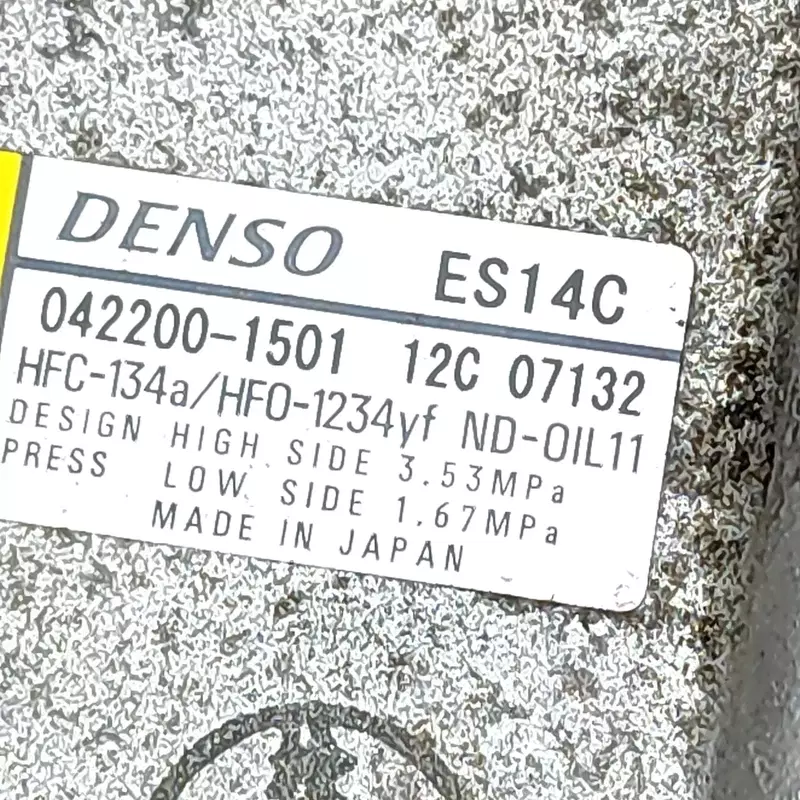 DENSO ES14C
042200-1501 12C 07132
HFC-134a/HFO-1234yf ND-OIL11
DESIGN HIGH SIDE 3.53MPa
PRESS LOW SIDE 1.67MPa
MADE IN JAPAN